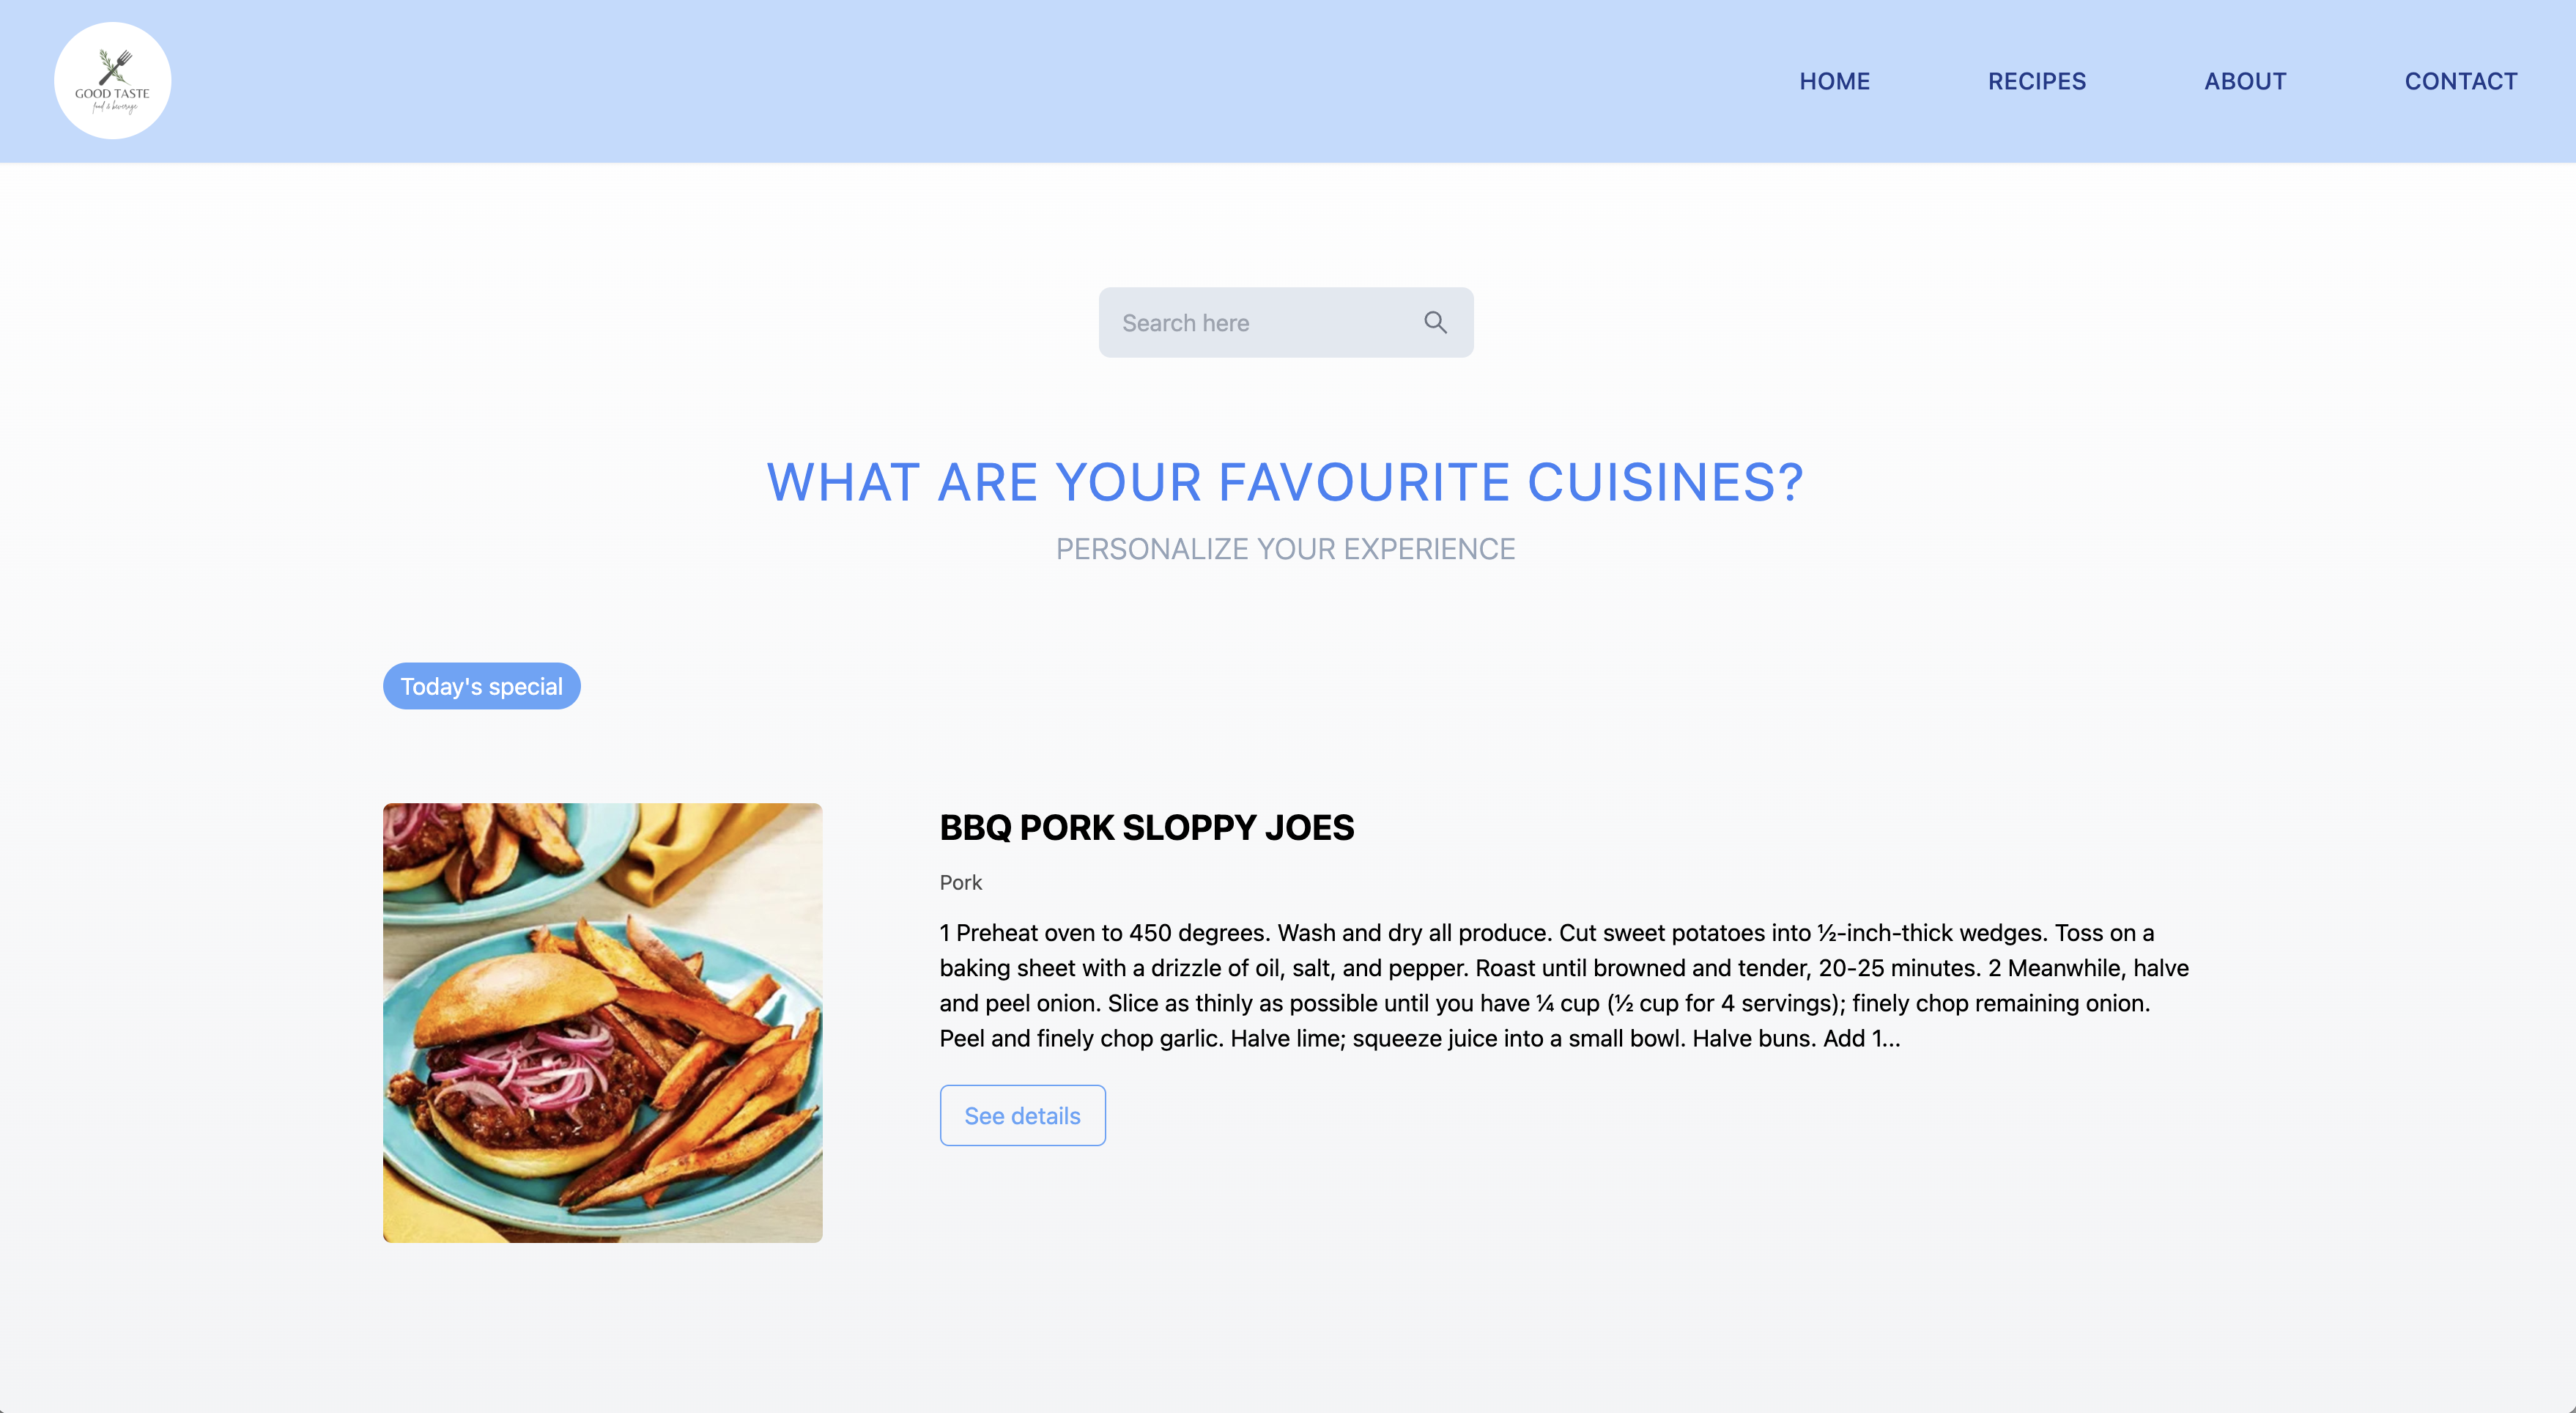 GOOD TASTE
food & beverage
HOME
RECIPES
ABOUT
CONTACT
Search here
WHAT ARE YOUR FAVOURITE CUISINES?
PERSONALIZE YOUR EXPERIENCE
Today's special
BBQ PORK SLOPPY JOES
Pork
1 Preheat oven to 450 degrees. Wash and dry all produce. Cut sweet potatoes into ½-inch-thick wedges. Toss on a
baking sheet with a drizzle of oil, salt, and pepper. Roast until browned and tender, 20-25 minutes. 2 Meanwhile, halve
and peel onion. Slice as thinly as possible until you have ¼ cup (½ cup for 4 servings); finely chop remaining onion.
Peel and finely chop garlic. Halve lime; squeeze juice into a small bowl. Halve buns. Add 1...
See details